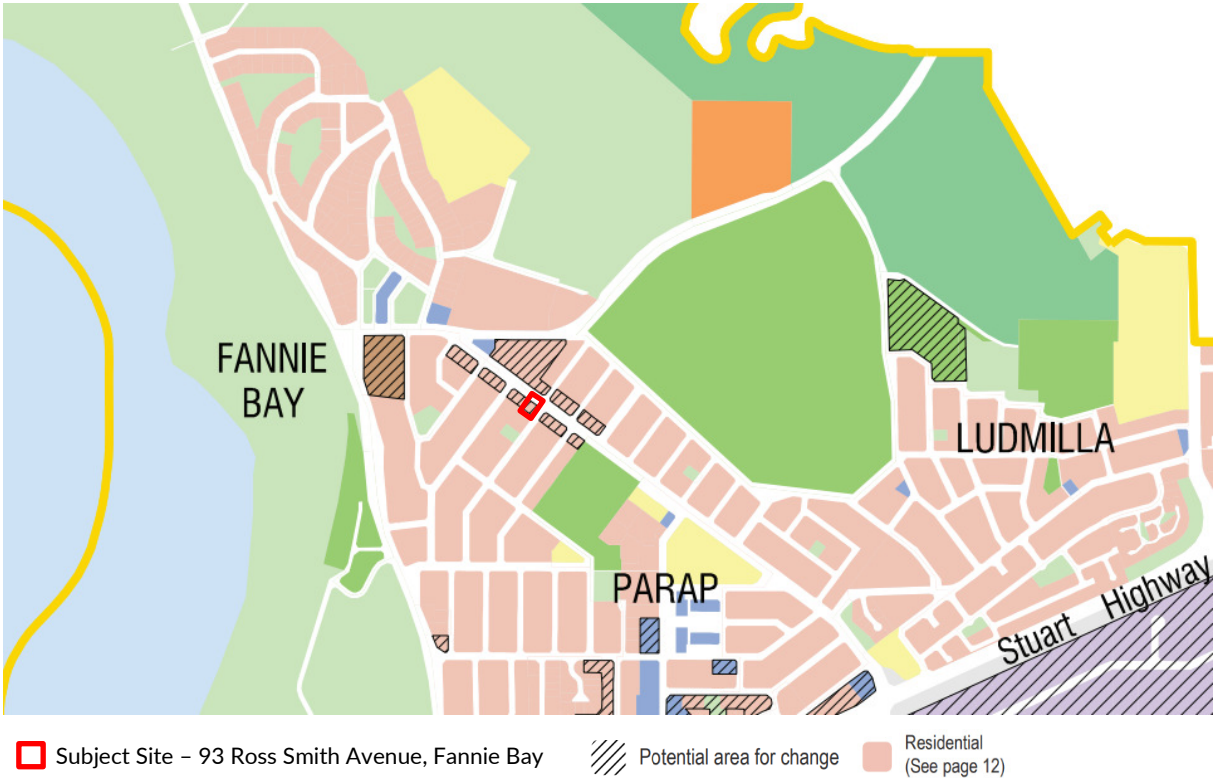 FANNIE
BAY
LUDMILLA
PARAP
Stuart Highway
Subject Site – 93 Ross Smith Avenue, Fannie Bay
Potential area for change
Residential
(See page 12)